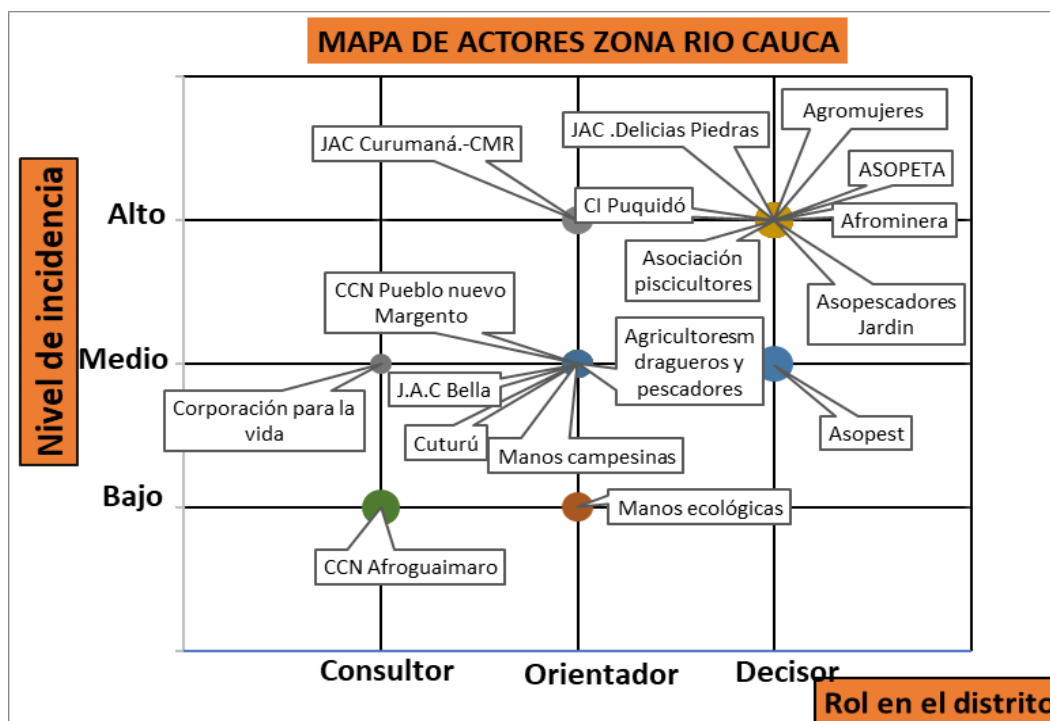 MAPA DE ACTORES ZONA RIO CAUCA
Nivel de incidencia
Alto
Medio
Bajo
JAC Curumaná.-CMR
JAC .Delicias Piedras
Agromujeres
ASOPETA
CI Puquidó
Afrominera
Asociación
piscicultores
Asopescadores
Jardin
CCN Pueblo nuevo
Margento
Agricultoresm
dragueros y
pescadores
J.A.C Bella
Corporación para la
vida
Cuturú
Manos campesinas
Asopest
Manos ecológicas
CCN Afroguaimaro
Consultor
Orientador
Decisor
Rol en el distrito